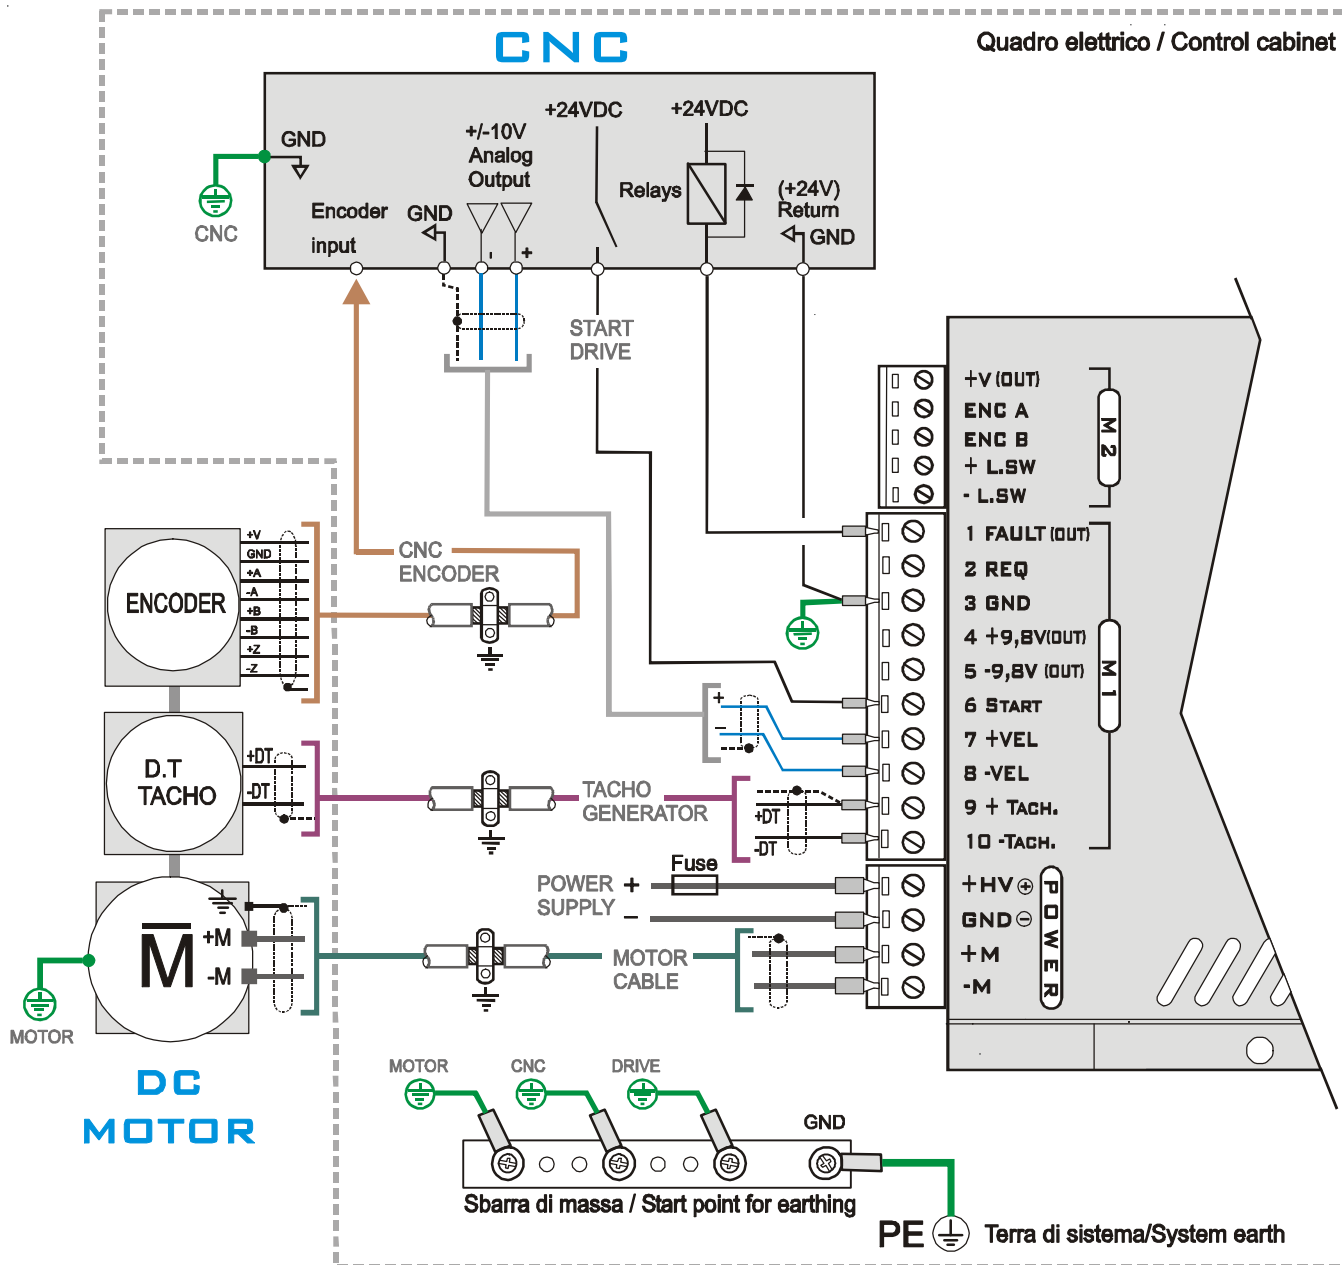 CNC
Quadro elettrico / Control cabinet
+24VDC
+24VDC
GND
+/-10V
Analog
Output
Relays
(+24V)
Return
GND
Encoder
input
GND
-
+
CNC
START
DRIVE
+V (OUT)
ENC A
ENC B
+ L.SW
- L.SW
M 2
1 FAULT (OUT)
2 REQ
3 GND
4 +9,8V(OUT)
5 -9,8V (OUT)
6 START
7 +VEL
8 -VEL
9 + TACH.
10 -TACH.
M 1
ENCODER
+V
GND
+A
-A
+B
-B
+Z
-Z
CNC
ENCODER
+
-
D.T
TACHO
+DT
-DT
TACHO
GENERATOR
+DT
-DT
Fuse
POWER
SUPPLY
+
-
+HV +
GND -
+M
-M
POWER
M
+M
-M
MOTOR
CABLE
MOTOR
DC
MOTOR
MOTOR
CNC
DRIVE
GND
Sbarra di massa / Start point for earthing
PE
Terra di sistema/System earth